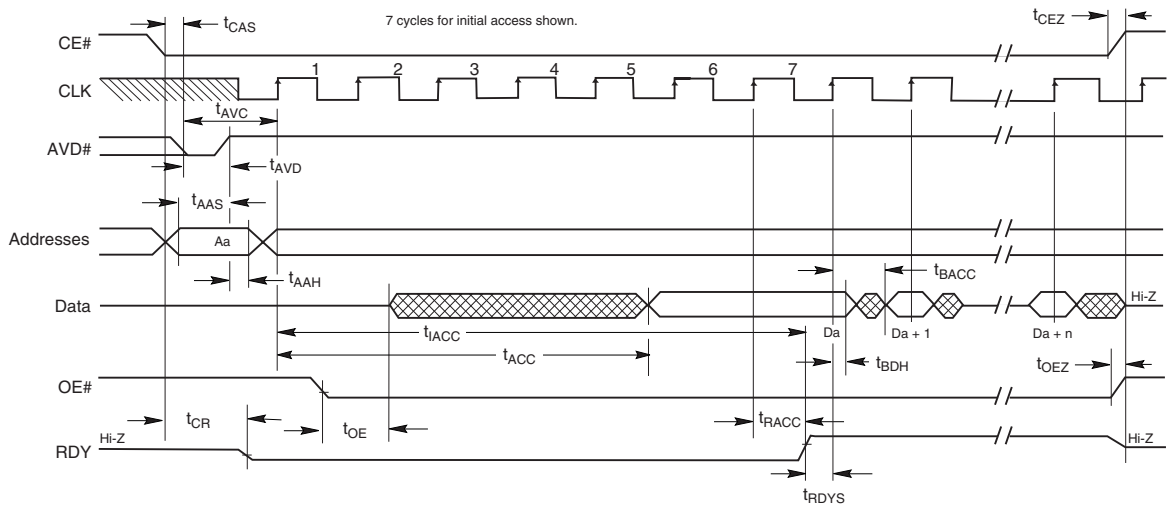 7 cycles for initial access shown.
tCAS
tCEZ
CE#
1 2 3 4 5 6 7
CLK
tAVC
AVD#
tAVD
tAAS
Addresses
Aa
tAAH
tBACC
Data
Hi-Z
Da
Da + 1
Da + n
tIACC
tACC
tBDH
tOEZ
OE#
tCR
tOE
tRACC
Hi-Z
Hi-Z
RDY
tRDYS